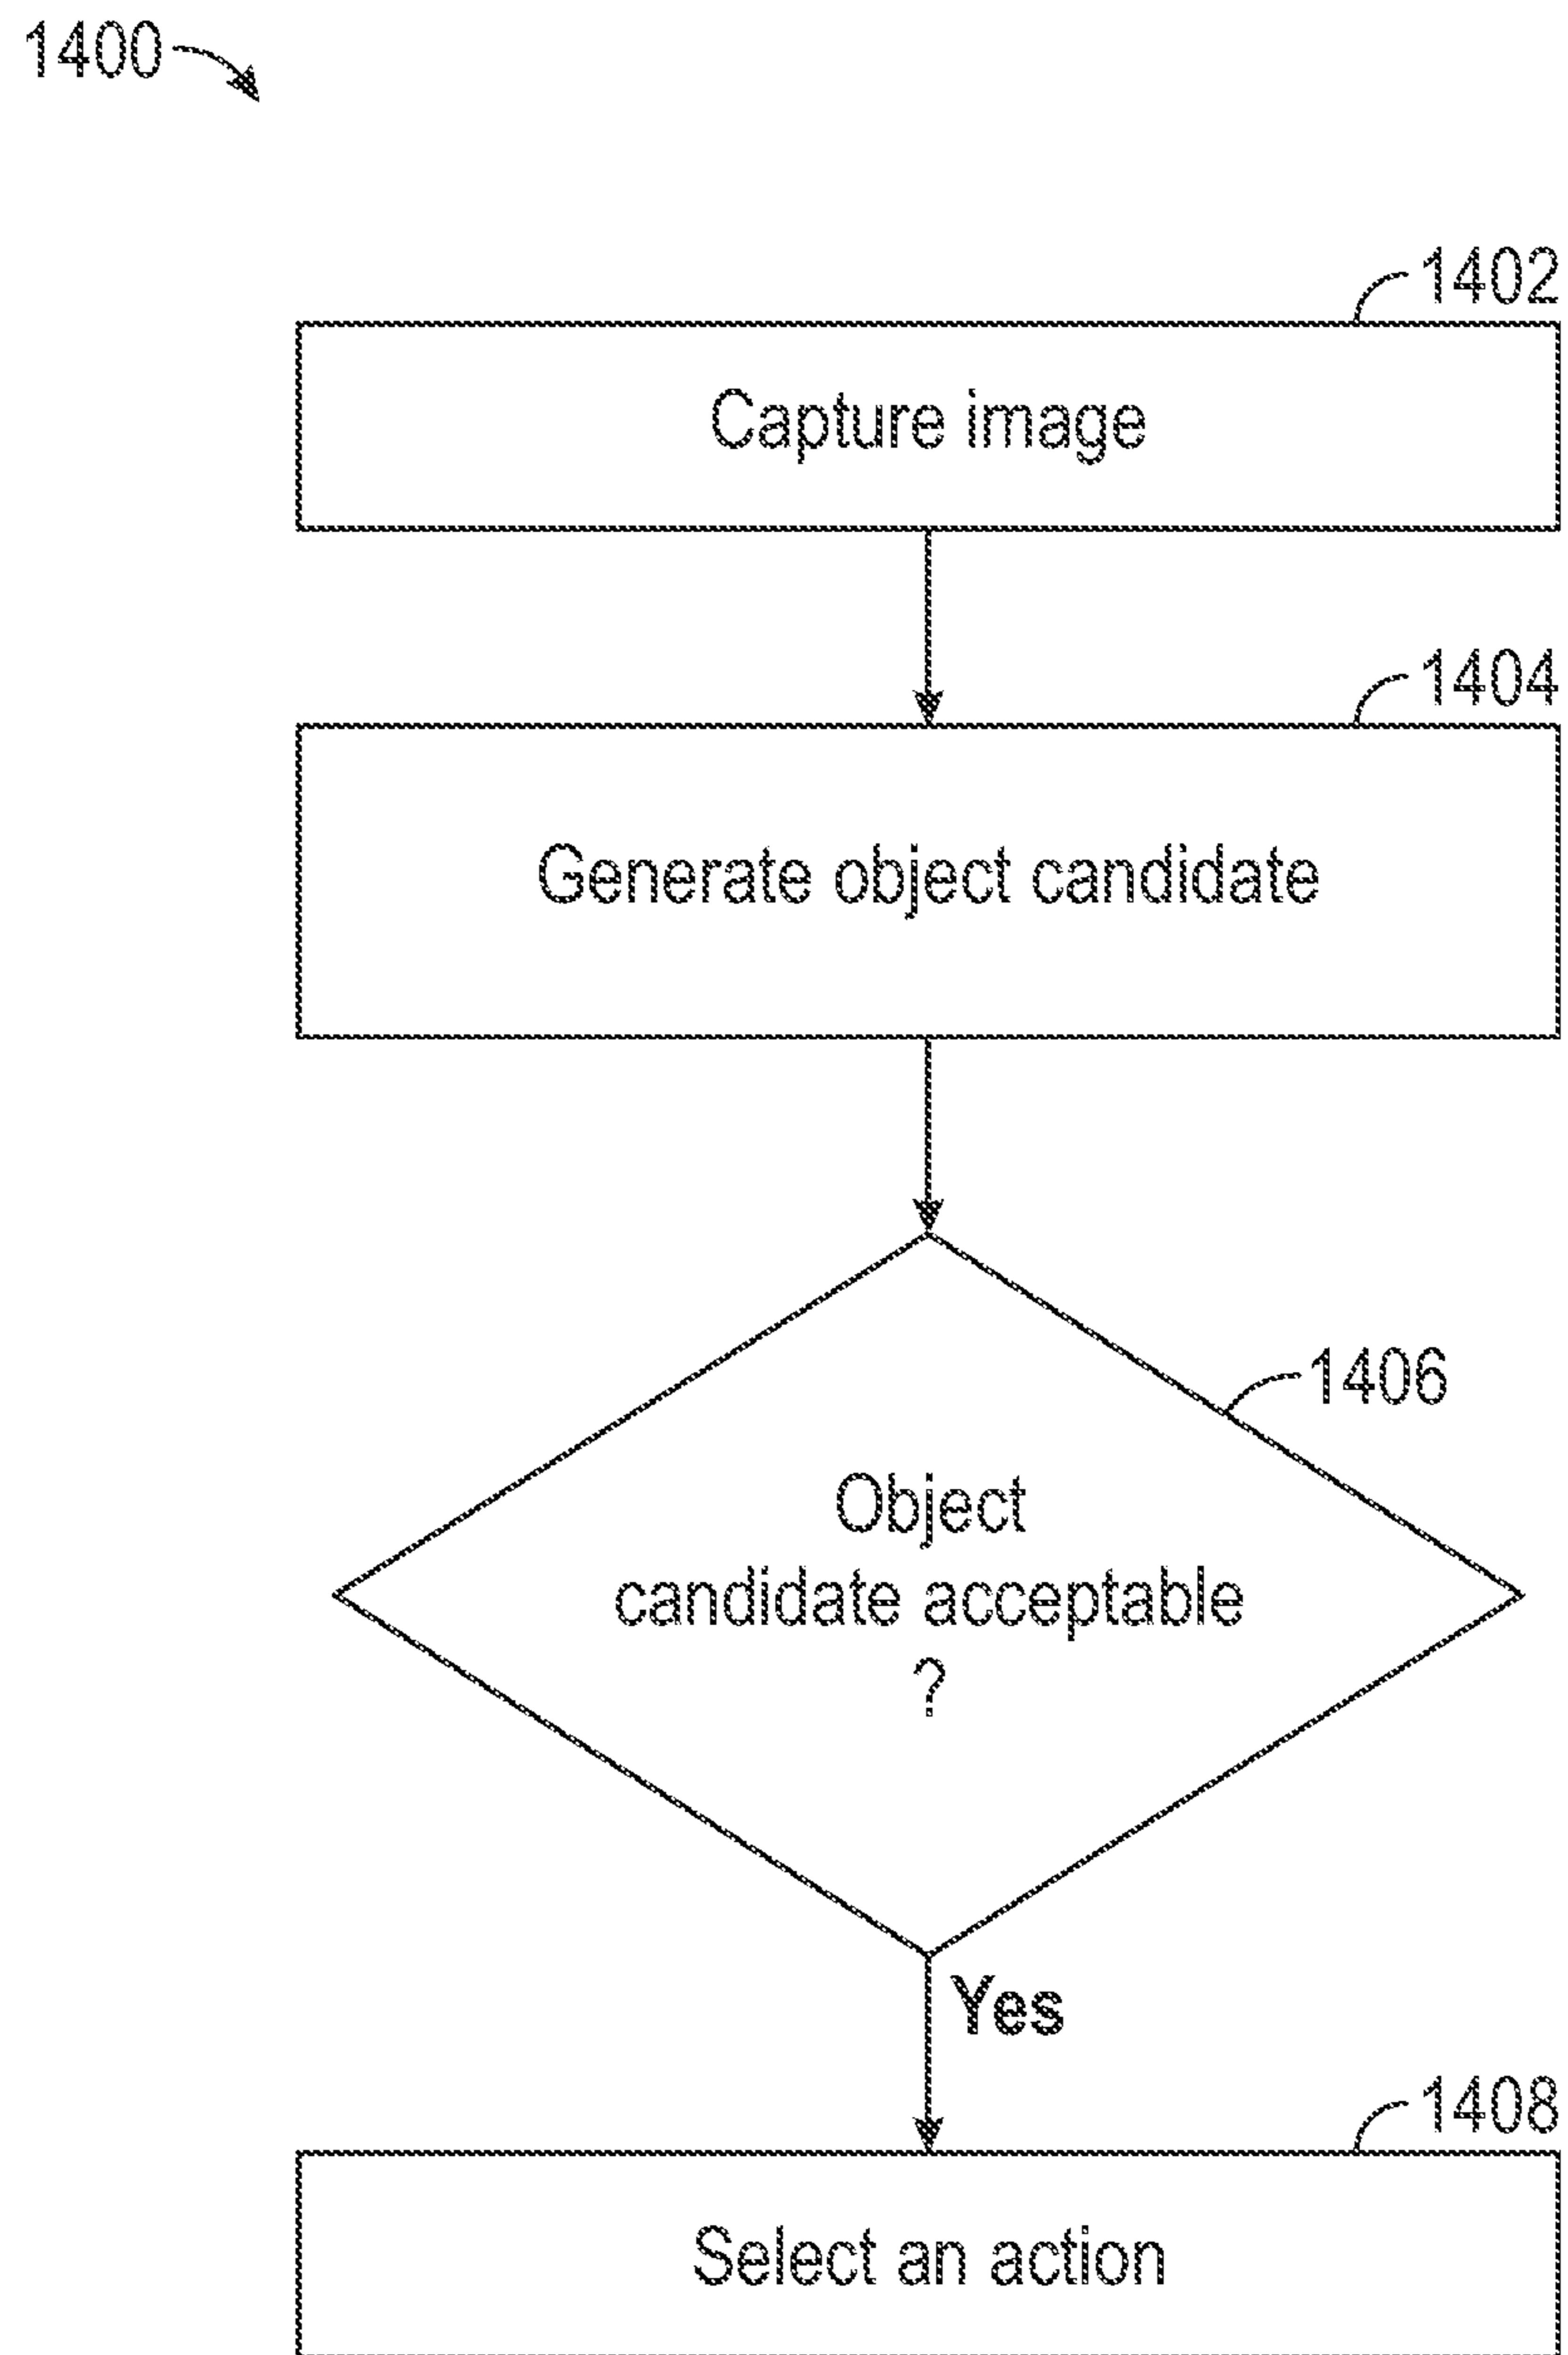 1400
1402
Capture image
1404
Generate object candidate
1406
Object
candidate acceptable
?
Yes
1408
Select an action